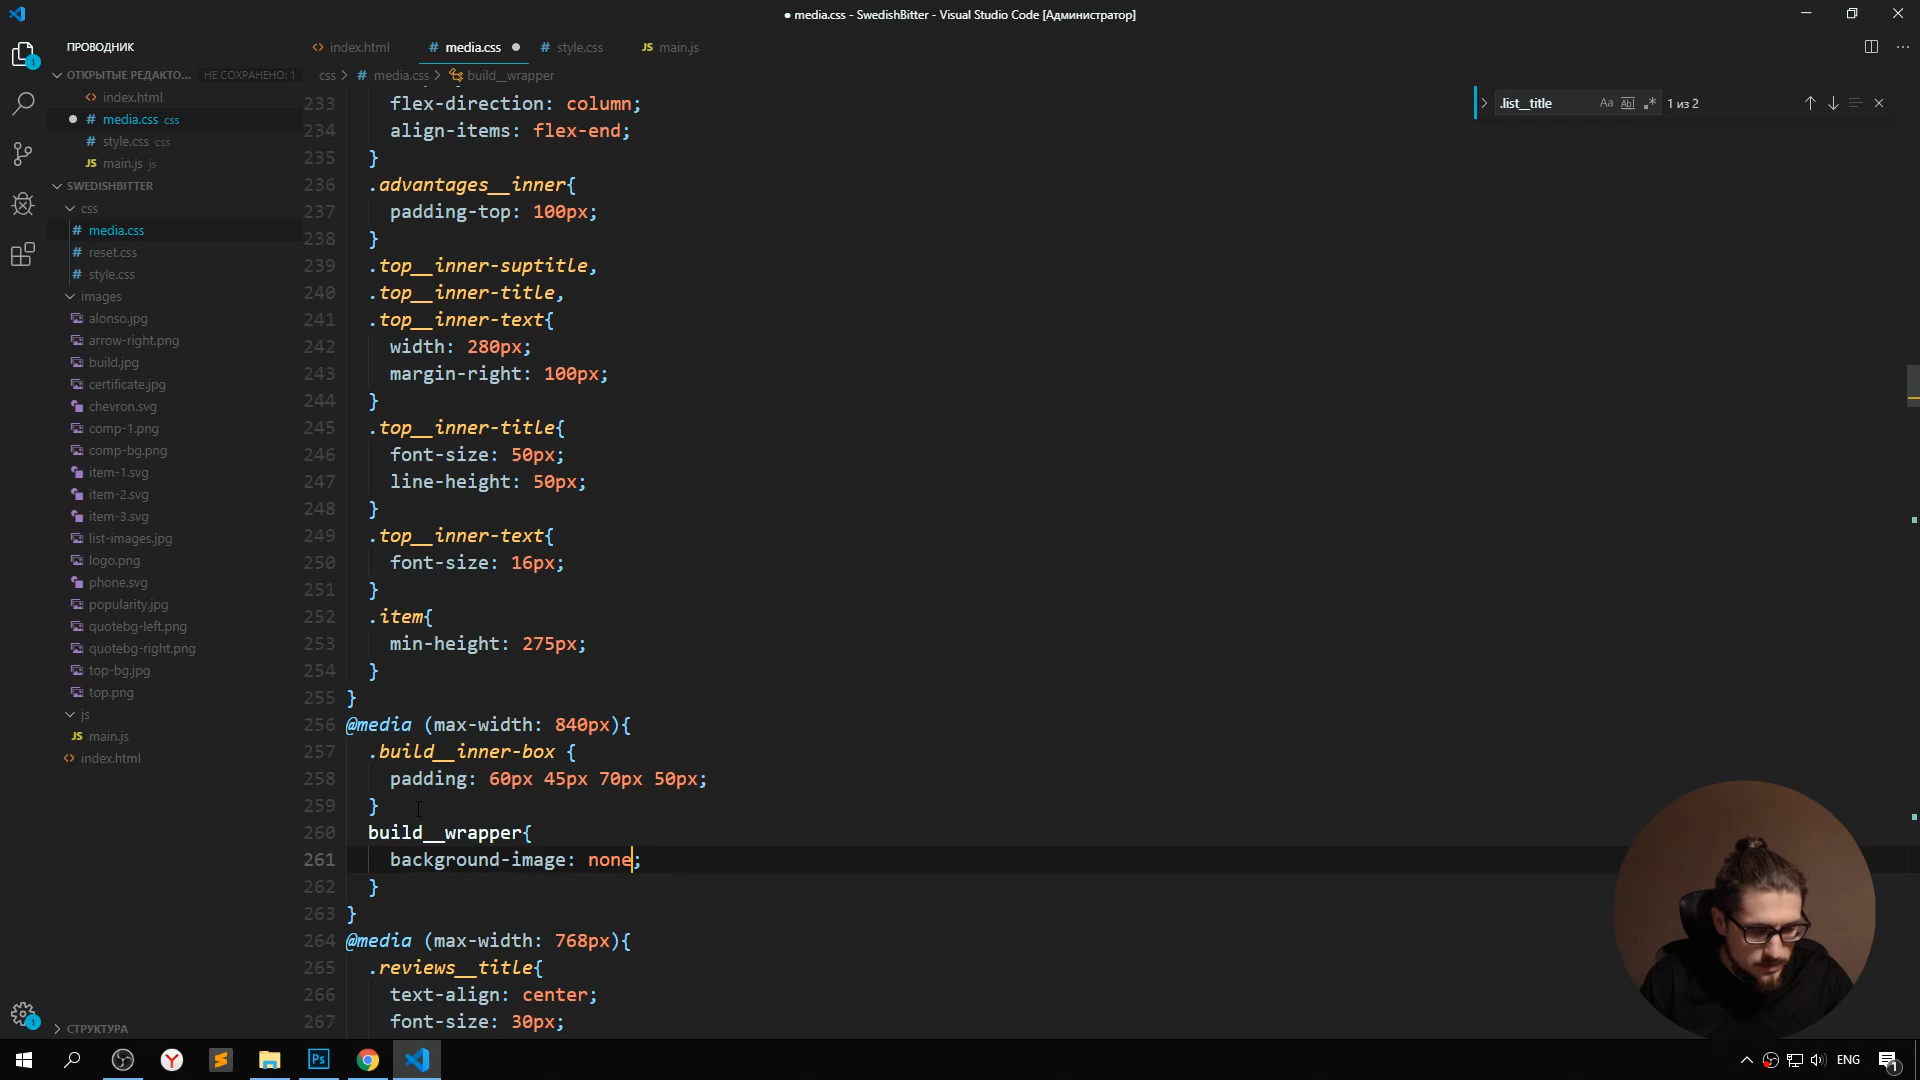 ● media.css - SwedishBitter - Visual Studio Code [Администратор]
ПРОВОДНИК
index.html
# media.css ●
# style.css
JS main.js
ОТКРЫТЫЕ РЕДАКТО... НЕ СОХРАНЕНО: 1
css > # media.css > build__wrapper
index.html
# media.css css
# style.css css
JS main.js js
SWEDISHBITTER
css
# media.css
# reset.css
# style.css
images
alonso.jpg
arrow-right.png
build.jpg
certificate.jpg
chevron.svg
comp-1.png
comp-bg.png
item-1.svg
item-2.svg
item-3.svg
list-images.jpg
logo.png
phone.svg
popularity.jpg
quotebg-left.png
quotebg-right.png
top-bg.jpg
top.png
js
JS main.js
index.html
СТРУКТУРА
.list__title Aa Abl .* 1 из 2
233 flex-direction: column;
234 align-items: flex-end;
235 }
236 .advantages__inner{
237 padding-top: 100px;
238 }
239 .top__inner-suptitle,
240 .top__inner-title,
241 .top__inner-text{
242 width: 280px;
243 margin-right: 100px;
244 }
245 .top__inner-title{
246 font-size: 50px;
247 line-height: 50px;
248 }
249 .top__inner-text{
250 font-size: 16px;
251 }
252 .item{
253 min-height: 275px;
254 }
255 }
256 @media (max-width: 840px){
257 .build__inner-box {
258 padding: 60px 45px 70px 50px;
259 }
260 build__wrapper{
261 background-image: none;
262 }
263 }
264 @media (max-width: 768px){
265 .reviews__title{
266 text-align: center;
267 font-size: 30px;
Ps
ENG